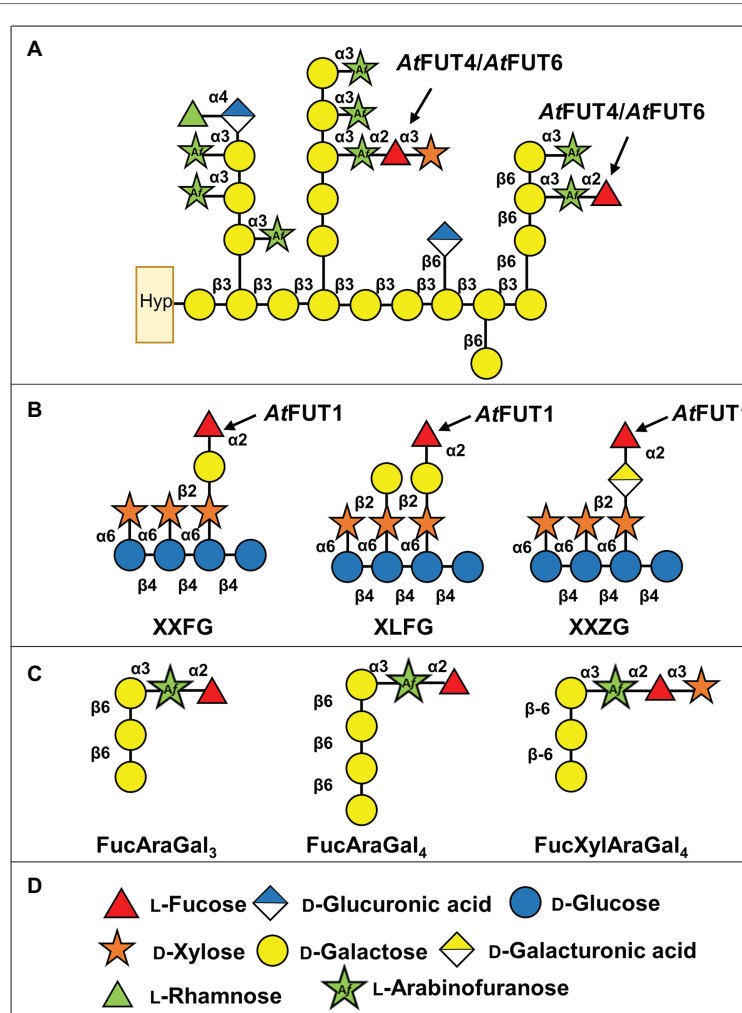 A
AtFUT4/AtFUT6
AtFUT4/AtFUT6
α3
Af
α4
α3
Af
α3
Af
α3
Af
α2
α3
α3
Af
α3
Af
α3
Af
β6
α3
Af
α2
β6
β6
β6
Hyp
β3
β3
β3
β3
β3
β3
β3
β3
β6
B
AtFUT1
AtFUT1
AtFUT1
α2
α2
α2
β2
β2
β2
β2
α6
α6
α6
α6
α6
α6
α6
α6
α6
β4
β4
β4
β4
β4
β4
β4
β4
β4
XXFG
XLFG
XXZG
C
α3
Af
α2
β6
β6
α3
Af
α2
β6
β6
β6
α3
Af
α2
α3
β-6
β-6
FucAraGal3
FucAraGal4
FucXylAraGal4
D
L-Fucose
D-Glucuronic acid
D-Glucose
D-Xylose
D-Galactose
D-Galacturonic acid
L-Rhamnose
Af
L-Arabinofuranose